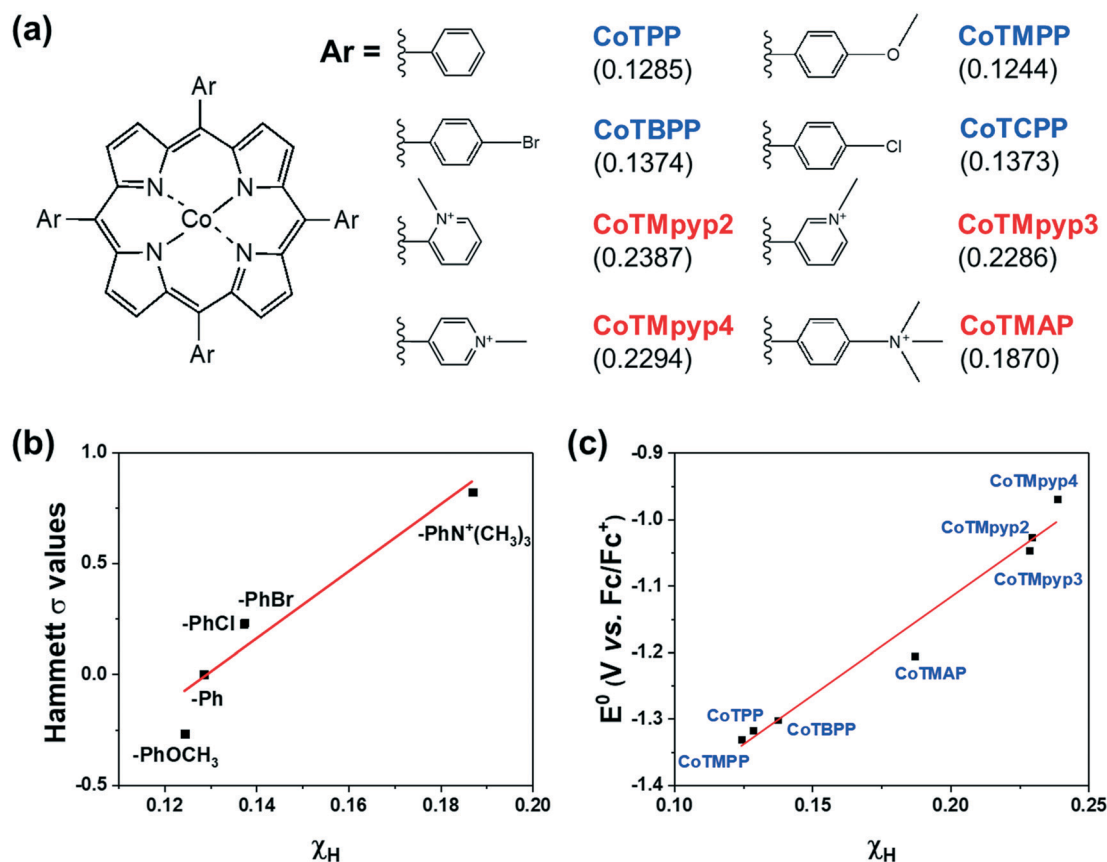 (a)
Ar =
CoTPP
(0.1285)
O
CoTMPP
(0.1244)
Br
CoTBPP
(0.1374)
Cl
CoTCPP
(0.1373)
N⁺
CoTMpyp2
(0.2387)
N⁺
CoTMpyp3
(0.2286)
N⁺
CoTMpyp4
(0.2294)
N⁺
CoTMAP
(0.1870)
Ar
N
N
Ar
Co
Ar
N
N
Ar
(b)
1.0
0.5
0.0
-0.5
Hammett σ values
-PhN⁺(CH₃)₃
-PhBr
-PhCl
-Ph
-PhOCH₃
0.12
0.14
0.16
0.18
0.20
χH
(c)
-0.9
-1.0
-1.1
-1.2
-1.3
-1.4
E⁰ (V vs. Fc/Fc⁺)
CoTMpyp4
CoTMpyp2
CoTMpyp3
CoTMAP
CoTPP
CoTBPP
CoTMPP
0.10
0.15
0.20
0.25
χH